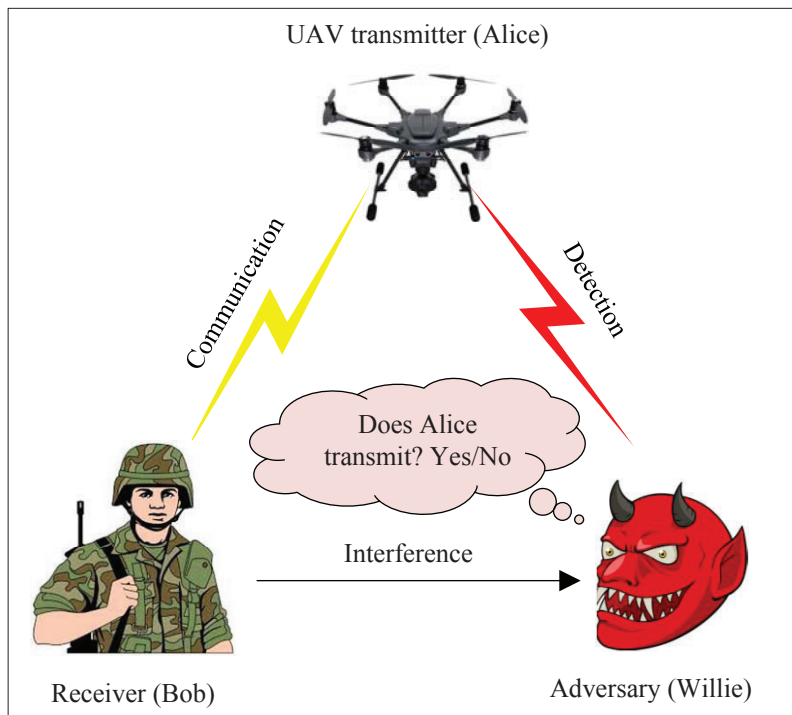 UAV transmitter (Alice)
Communication
Detection
Does Alice
transmit? Yes/No
Interference
Receiver (Bob)
Adversary (Willie)